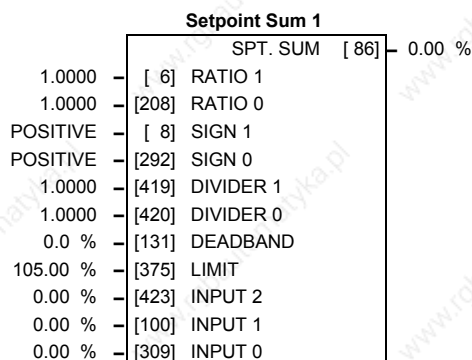 Setpoint Sum 1
SPT. SUM [ 86] – 0.00 %
1.0000 – [ 6] RATIO 1
1.0000 – [208] RATIO 0
POSITIVE – [ 8] SIGN 1
POSITIVE – [292] SIGN 0
1.0000 – [419] DIVIDER 1
1.0000 – [420] DIVIDER 0
0.0 % – [131] DEADBAND
105.00 % – [375] LIMIT
0.00 % – [423] INPUT 2
0.00 % – [100] INPUT 1
0.00 % – [309] INPUT 0